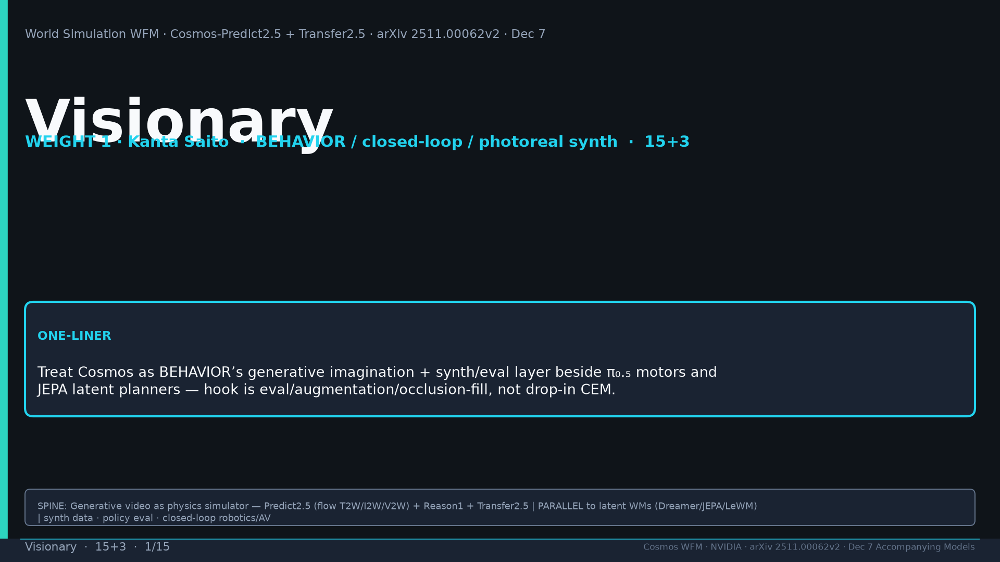 World Simulation WFM · Cosmos-Predict2.5 + Transfer2.5 · arXiv 2511.00062v2 · Dec 7
Visionary
WEIGHT 1 · Kanta Saito · BEHAVIOR / closed-loop / photoreal synth · 15+3
ONE-LINER
Treat Cosmos as BEHAVIOR’s generative imagination + synth/eval layer beside π₀.₅ motors and
JEPA latent planners — hook is eval/augmentation/occlusion-fill, not drop-in CEM.
SPINE: Generative video as physics simulator — Predict2.5 (flow T2W/I2W/V2W) + Reason1 + Transfer2.5 | PARALLEL to latent WMs (Dreamer/JEPA/LeWM)
| synth data · policy eval · closed-loop robotics/AV
Visionary · 15+3 · 1/15
Cosmos WFM · NVIDIA · arXiv 2511.00062v2 · Dec 7 Accompanying Models